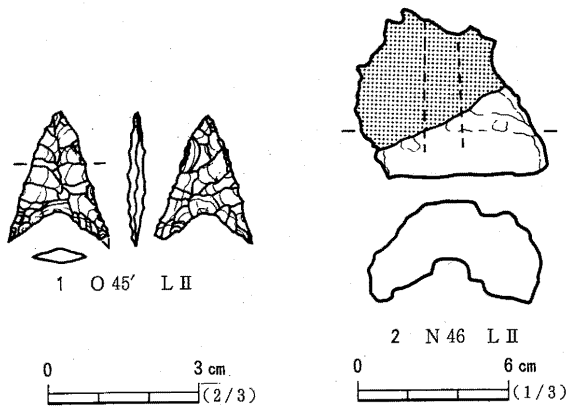 1 O 45′ L II
2 N 46 L II
0 3 cm
(2/3)
0 6 cm
(1/3)